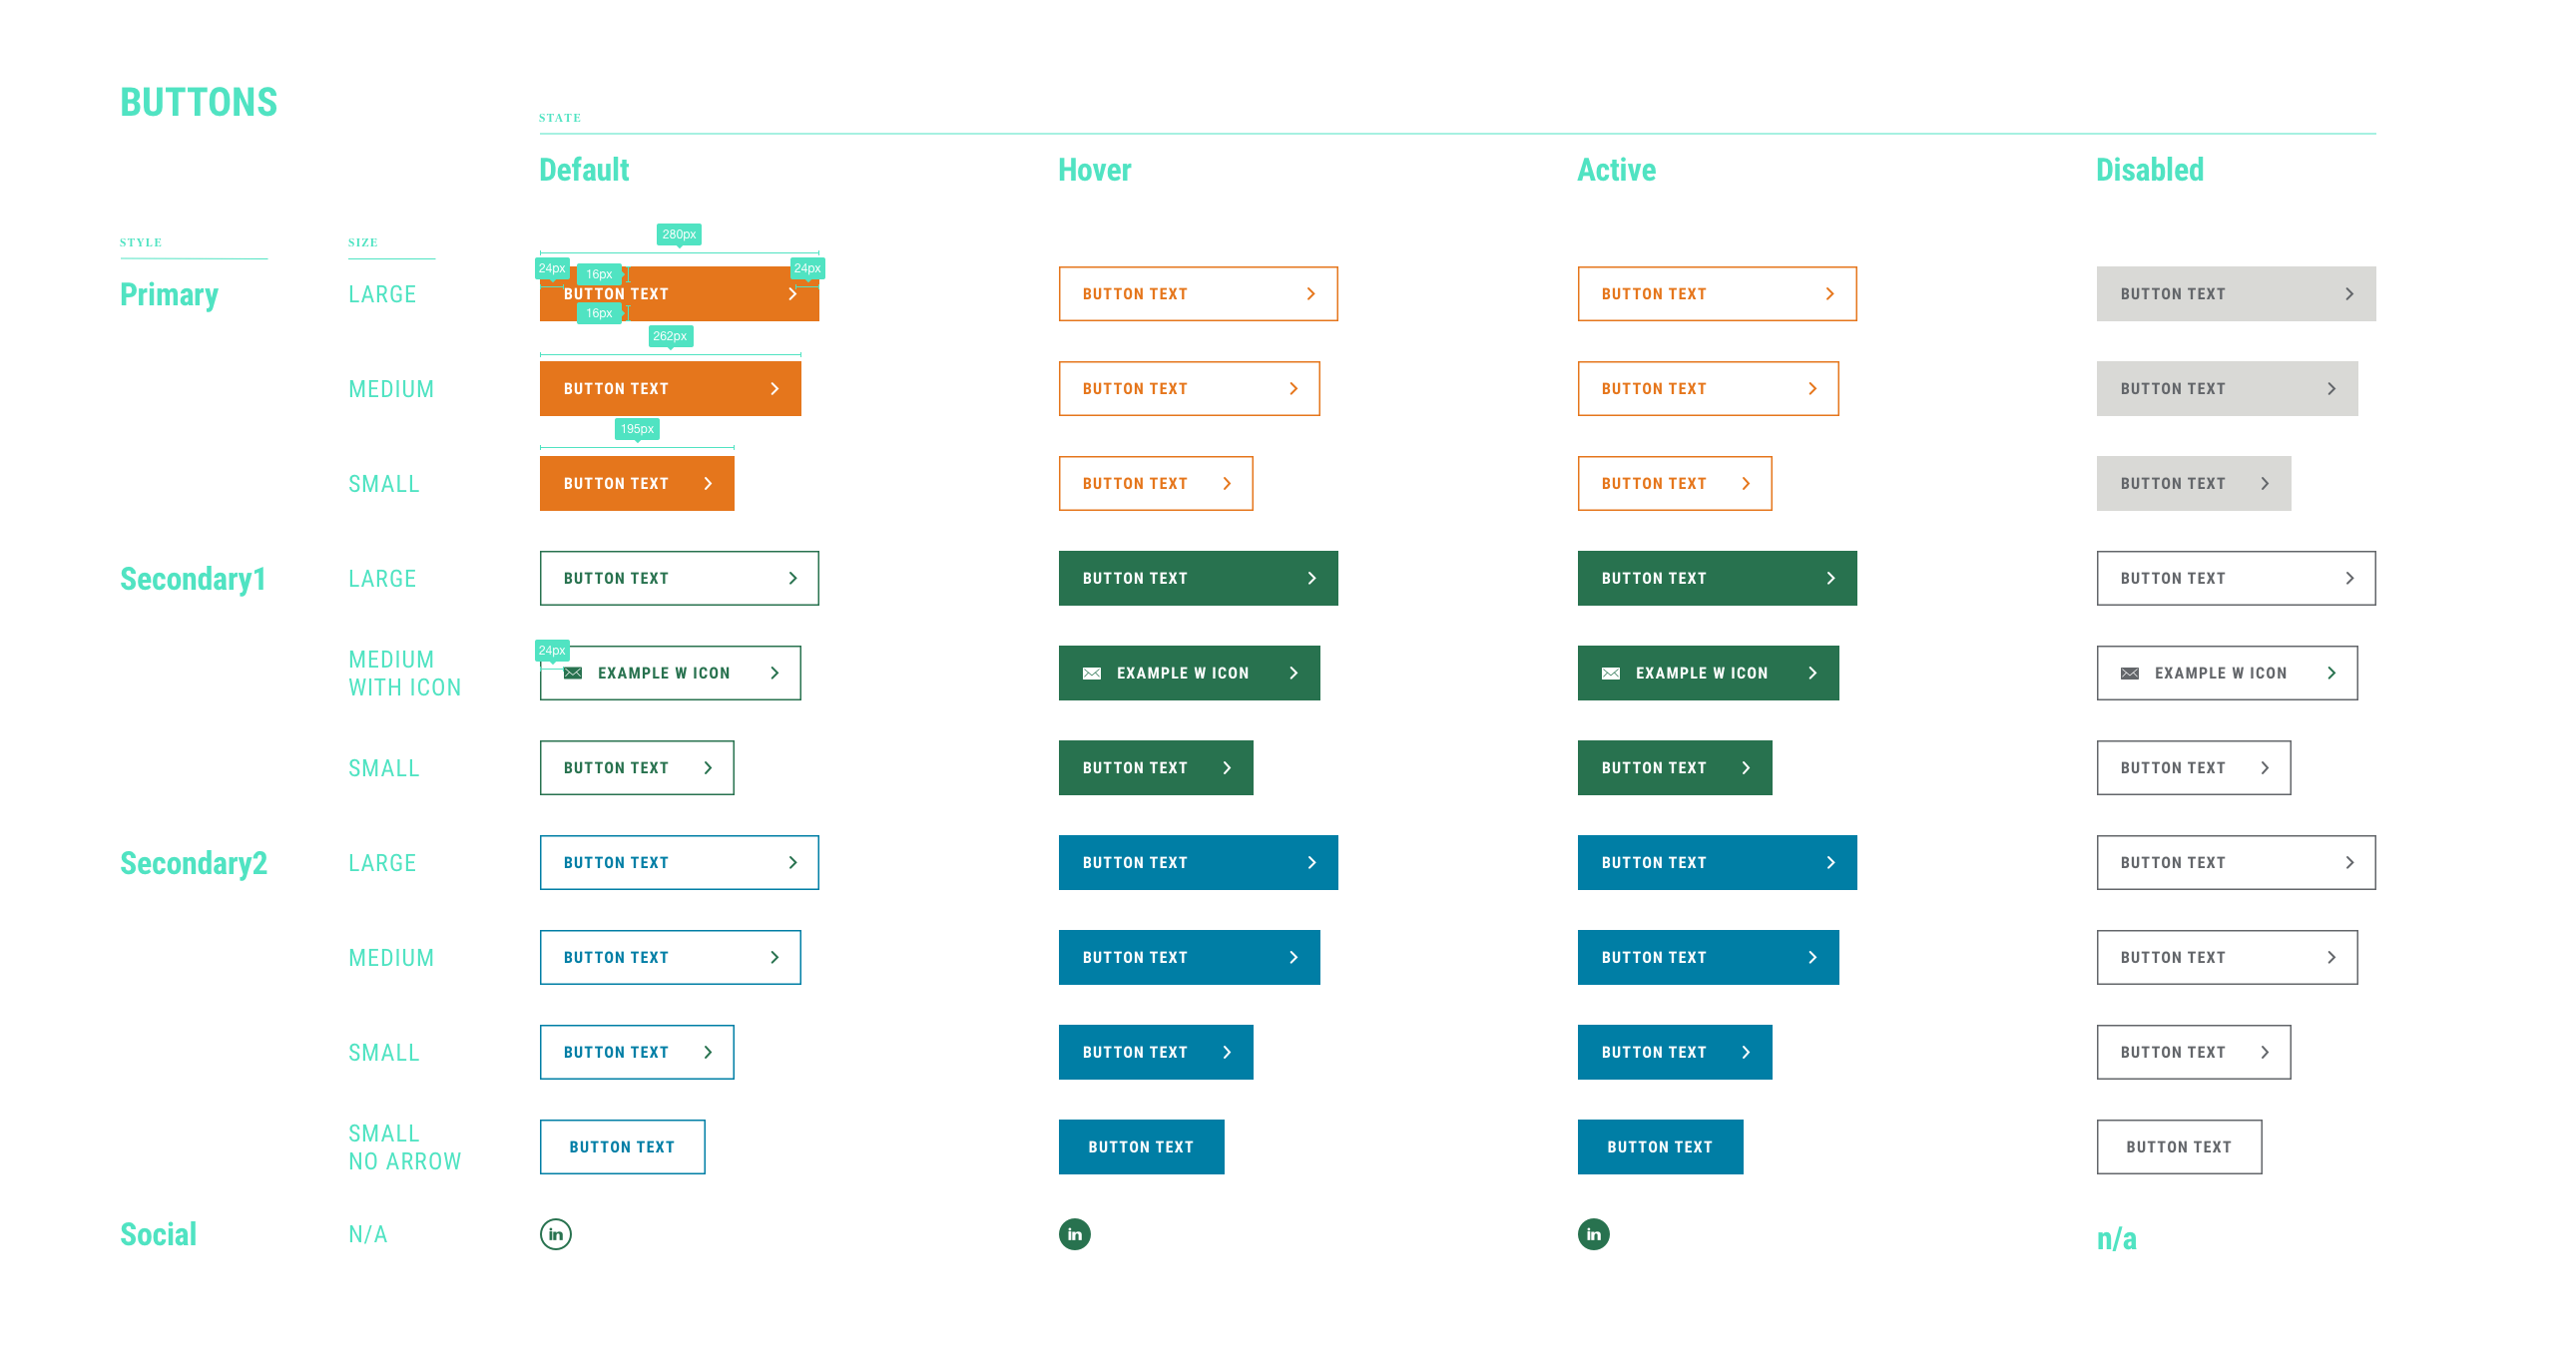 BUTTONS
STATE
Default Hover Active Disabled
STYLE SIZE
280px
24px 16px 24px
Primary LARGE BUTTON TEXT BUTTON TEXT BUTTON TEXT BUTTON TEXT
16px
262px
MEDIUM BUTTON TEXT BUTTON TEXT BUTTON TEXT BUTTON TEXT
195px
SMALL BUTTON TEXT BUTTON TEXT BUTTON TEXT BUTTON TEXT
Secondary1 LARGE BUTTON TEXT BUTTON TEXT BUTTON TEXT BUTTON TEXT
24px
MEDIUM
WITH ICON EXAMPLE W ICON EXAMPLE W ICON EXAMPLE W ICON EXAMPLE W ICON
SMALL BUTTON TEXT BUTTON TEXT BUTTON TEXT BUTTON TEXT
Secondary2 LARGE BUTTON TEXT BUTTON TEXT BUTTON TEXT BUTTON TEXT
MEDIUM BUTTON TEXT BUTTON TEXT BUTTON TEXT BUTTON TEXT
SMALL BUTTON TEXT BUTTON TEXT BUTTON TEXT BUTTON TEXT
SMALL
NO ARROW BUTTON TEXT BUTTON TEXT BUTTON TEXT BUTTON TEXT
Social N/A in in in n/a